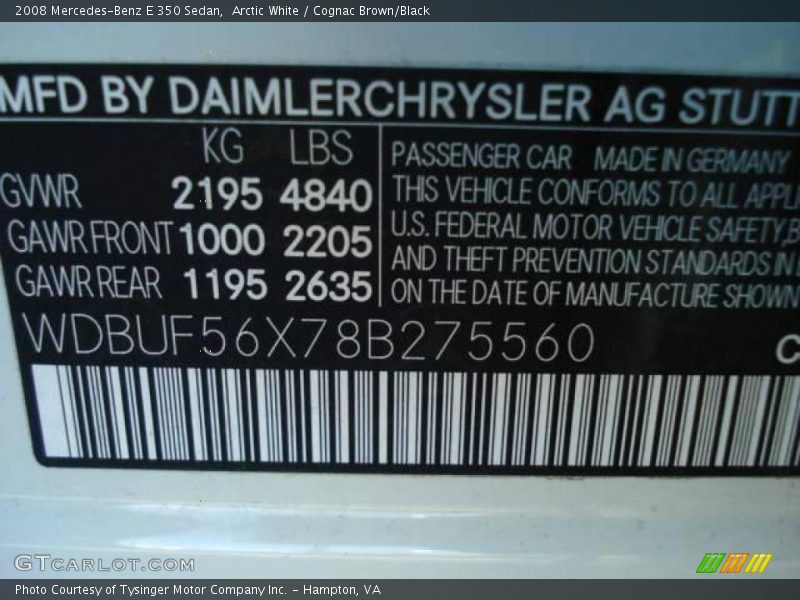 2008 Mercedes-Benz E 350 Sedan,  Arctic White / Cognac Brown/Black
MFD BY DAIMLERCHRYSLER AG STUTT
KG LBS
GVWR 2195 4840
GAWR FRONT 1000 2205
GAWR REAR 1195 2635
PASSENGER CAR MADE IN GERMANY
THIS VEHICLE CONFORMS TO ALL APPLI
U.S. FEDERAL MOTOR VEHICLE SAFETY,B
AND THEFT PREVENTION STANDARDS IN
ON THE DATE OF MANUFACTURE SHOWN
WDBUF56X78B275560
C
GTCARLOT.COM
Photo Courtesy of Tysinger Motor Company Inc. - Hampton, VA